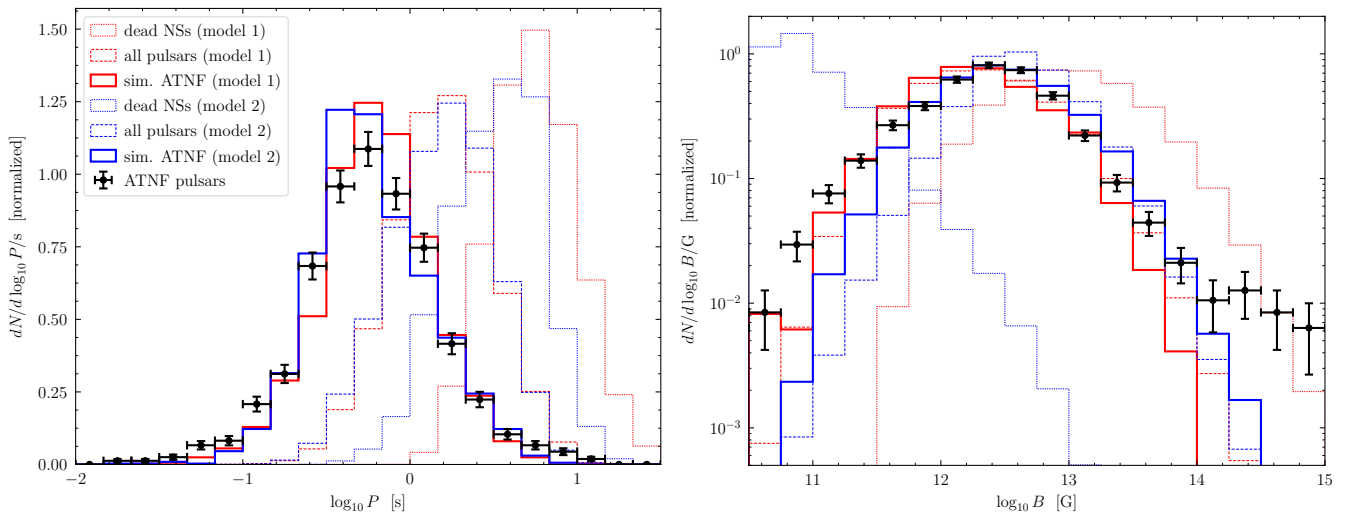 1.50
1.25
1.00
0.75
0.50
0.25
0.00
dN/d log₁₀ P/s [normalized]
dead NSs (model 1)
all pulsars (model 1)
sim. ATNF (model 1)
dead NSs (model 2)
all pulsars (model 2)
sim. ATNF (model 2)
ATNF pulsars
−2
−1
0
1
log₁₀ P [s]
10⁰
10⁻¹
10⁻²
10⁻³
dN/d log₁₀ B/G [normalized]
11
12
13
14
15
log₁₀ B [G]